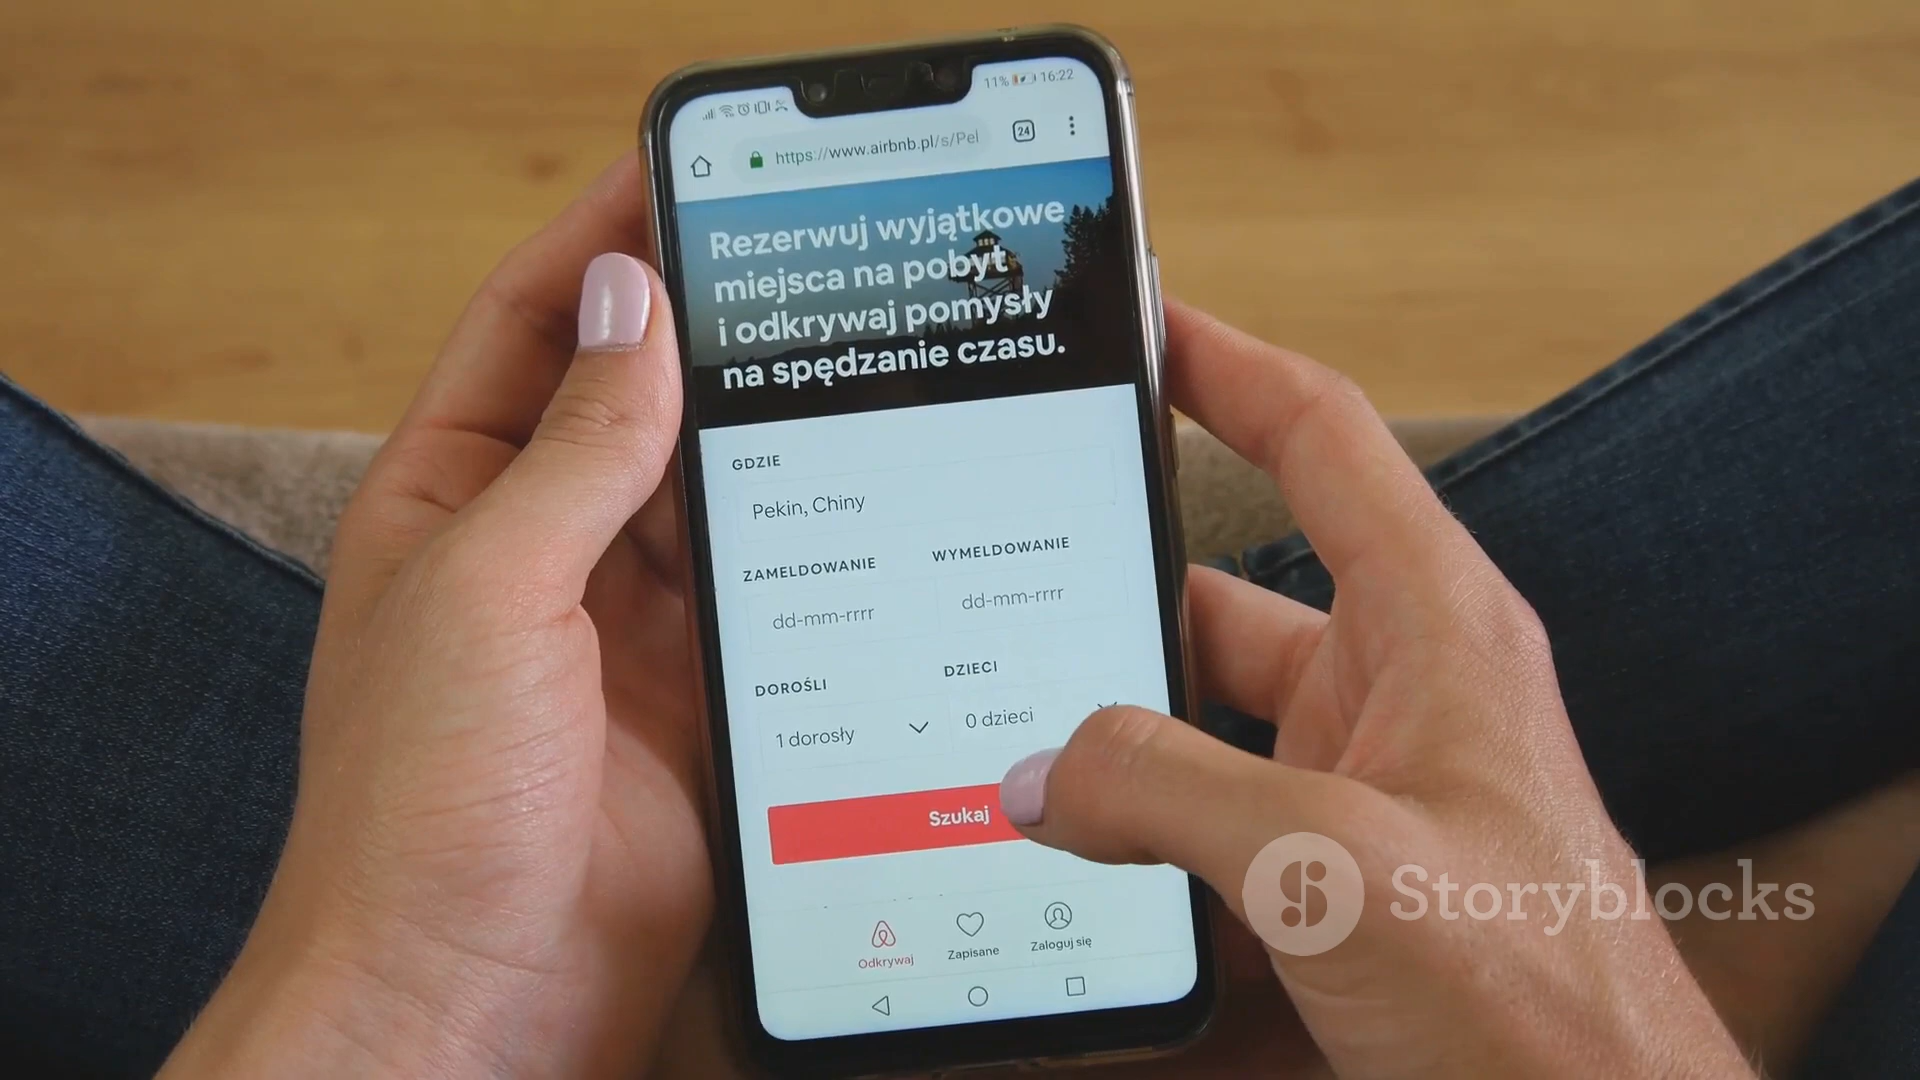 11% 16:22
https://www.airbnb.pl/s/Pel
24
Rezerwuj wyjątkowe
miejsca na pobyt
i odkrywaj pomysły
na spędzanie czasu.
GDZIE
Pekin, Chiny
ZAMELDOWANIE WYMELDOWANIE
dd-mm-rrrr dd-mm-rrrr
DOROŚLI DZIECI
1 dorosły 0 dzieci
Szukaj
Odkrywaj Zapisane Zaloguj się
Storyblocks